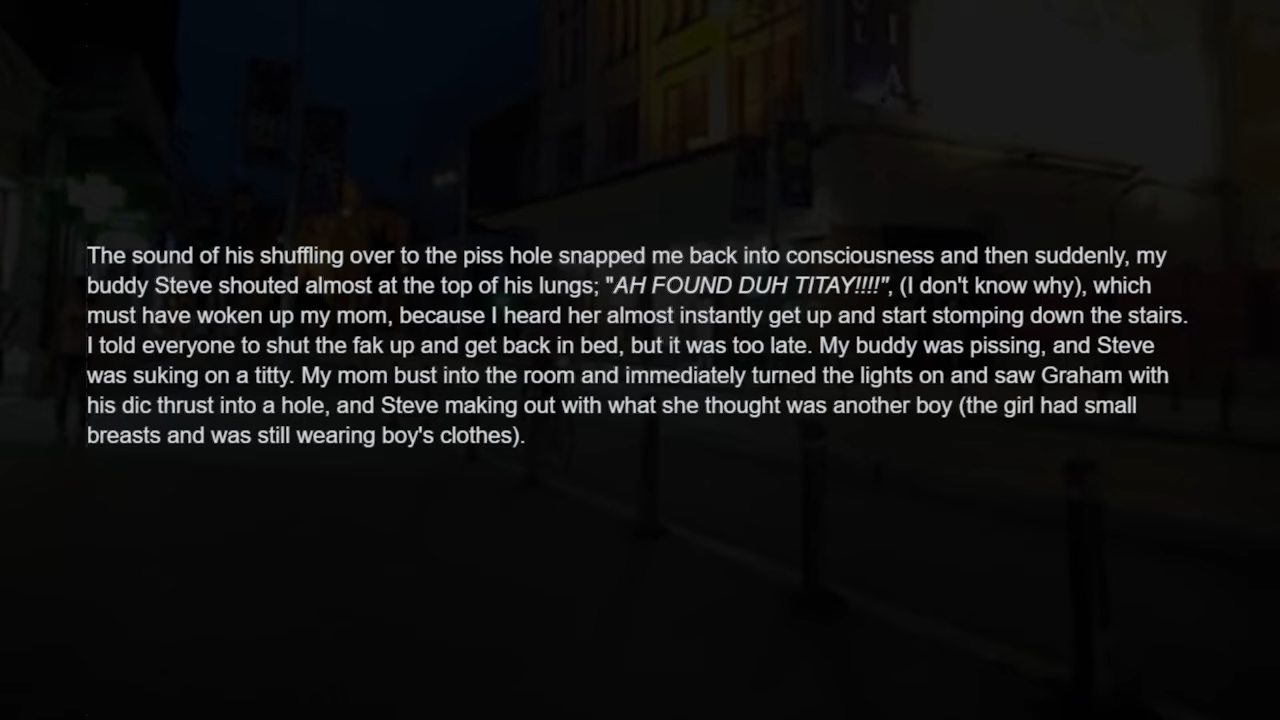 The sound of his shuffling over to the piss hole snapped me back into consciousness and then suddenly, my
buddy Steve shouted almost at the top of his lungs; "AH FOUND DUH TITAY!!!!", (I don't know why), which
must have woken up my mom, because I heard her almost instantly get up and start stomping down the stairs.
I told everyone to shut the fak up and get back in bed, but it was too late. My buddy was pissing, and Steve
was suking on a titty. My mom bust into the room and immediately turned the lights on and saw Graham with
his dic thrust into a hole, and Steve making out with what she thought was another boy (the girl had small
breasts and was still wearing boy's clothes).